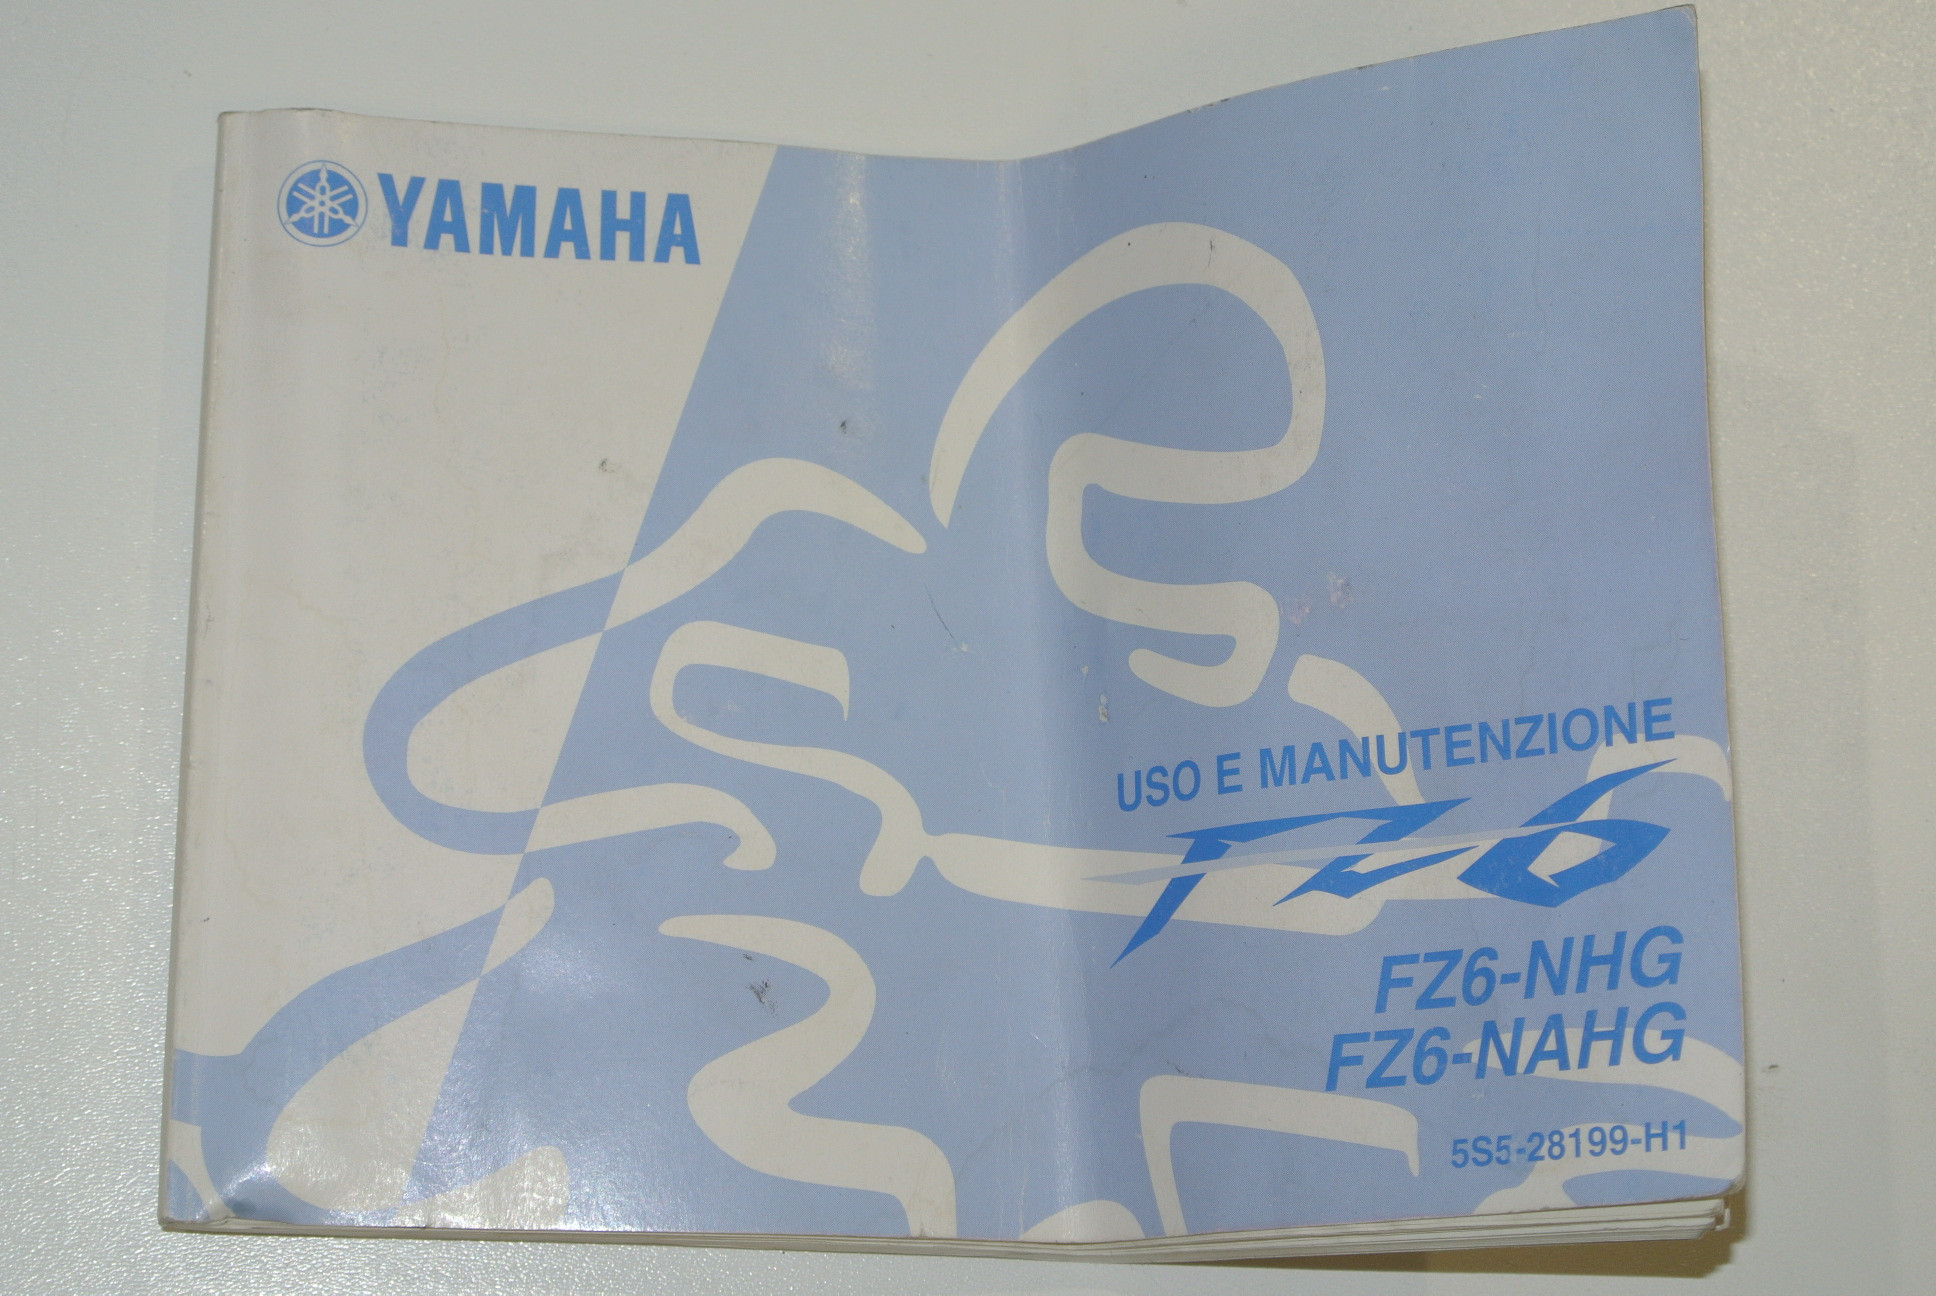 YAMAHA
USO E MANUTENZIONE
FZ6
FZ6-NHG
FZ6-NAHG
5S5-28199-H1